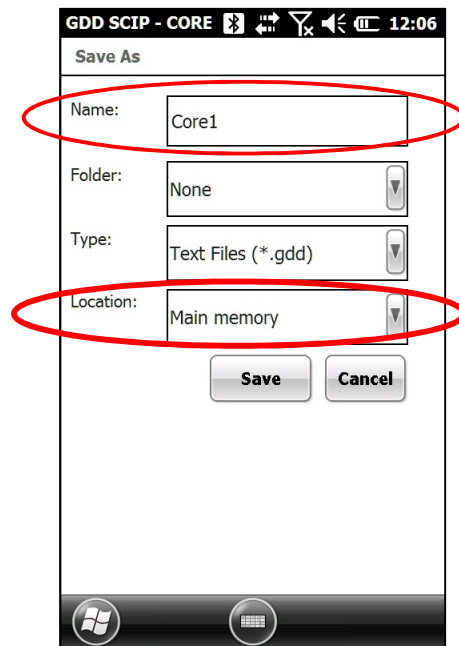 GDD SCIP - CORE 12:06
Save As
Name: Core1
Folder: None
Type: Text Files (*.gdd)
Location: Main memory
Save Cancel